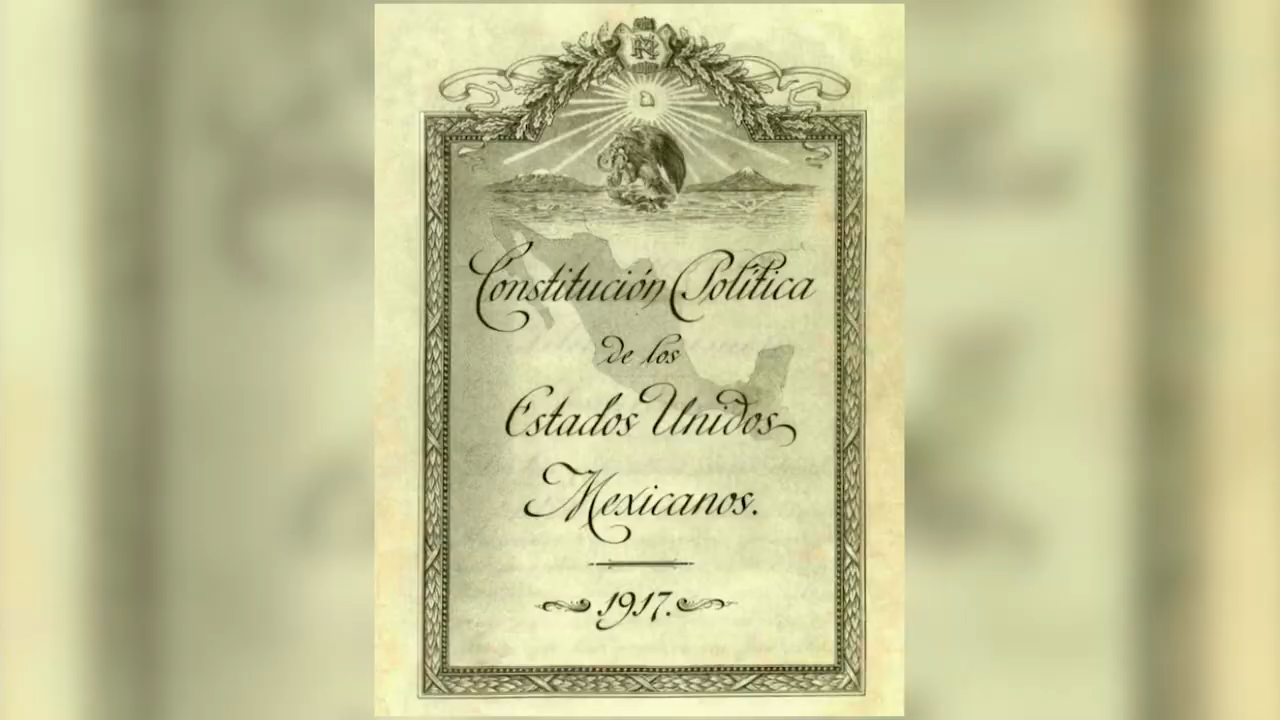 Constitución Política
de los
Estados Unidos
Mexicanos.
1917.